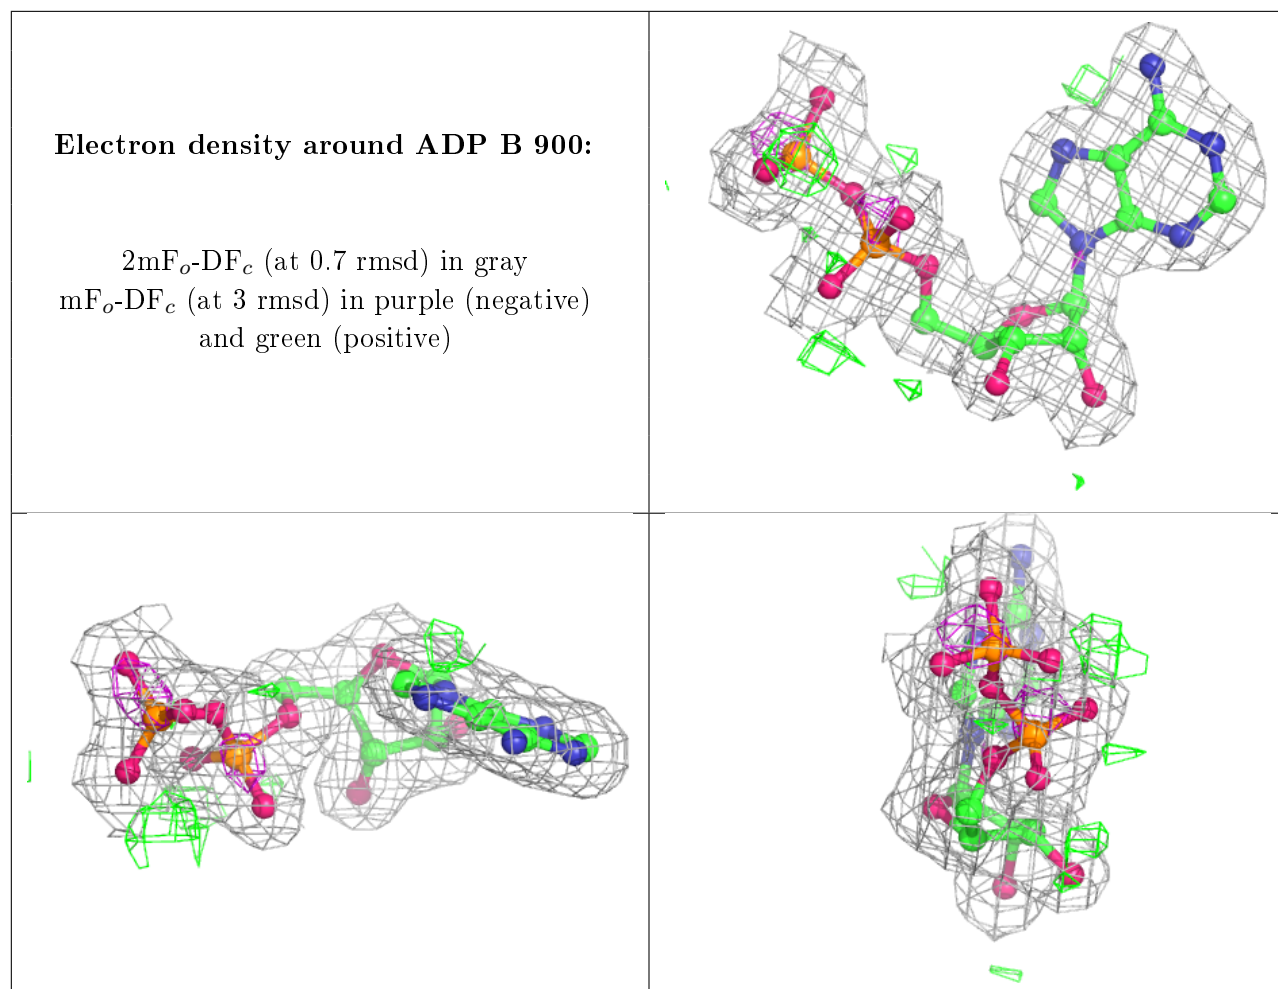 Electron density around ADP B 900:
2mFo-DFc (at 0.7 rmsd) in gray
mFo-DFc (at 3 rmsd) in purple (negative)
and green (positive)